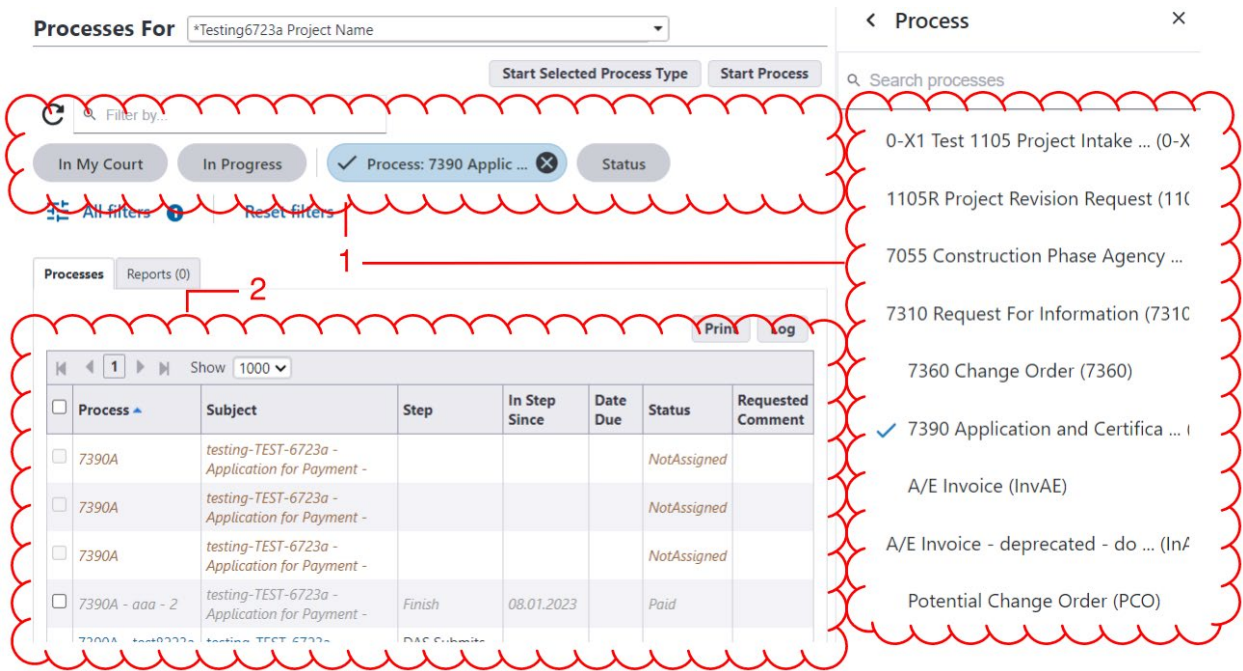 Processes For *Testing6723a Project Name
Start Selected Process Type Start Process
Filter by...
In My Court In Progress Process: 7390 Applic ... Status
All filters Reset filters
1
Processes Reports (0)
2
Print Log
1 Show 1000
Process Subject Step In Step Since Date Due Status Requested Comment
7390A testing-TEST-6723a - Application for Payment - NotAssigned
7390A testing-TEST-6723a - Application for Payment - NotAssigned
7390A testing-TEST-6723a - Application for Payment - NotAssigned
7390A - aaa - 2 testing-TEST-6723a - Application for Payment - Finish 08.01.2023 Paid
DAS Submits
Process
Search processes
0-X1 Test 1105 Project Intake ... (0-X
1105R Project Revision Request (110
7055 Construction Phase Agency ...
7310 Request For Information (7310
7360 Change Order (7360)
7390 Application and Certifica ... (
A/E Invoice (InvAE)
A/E Invoice - deprecated - do ... (InA
Potential Change Order (PCO)